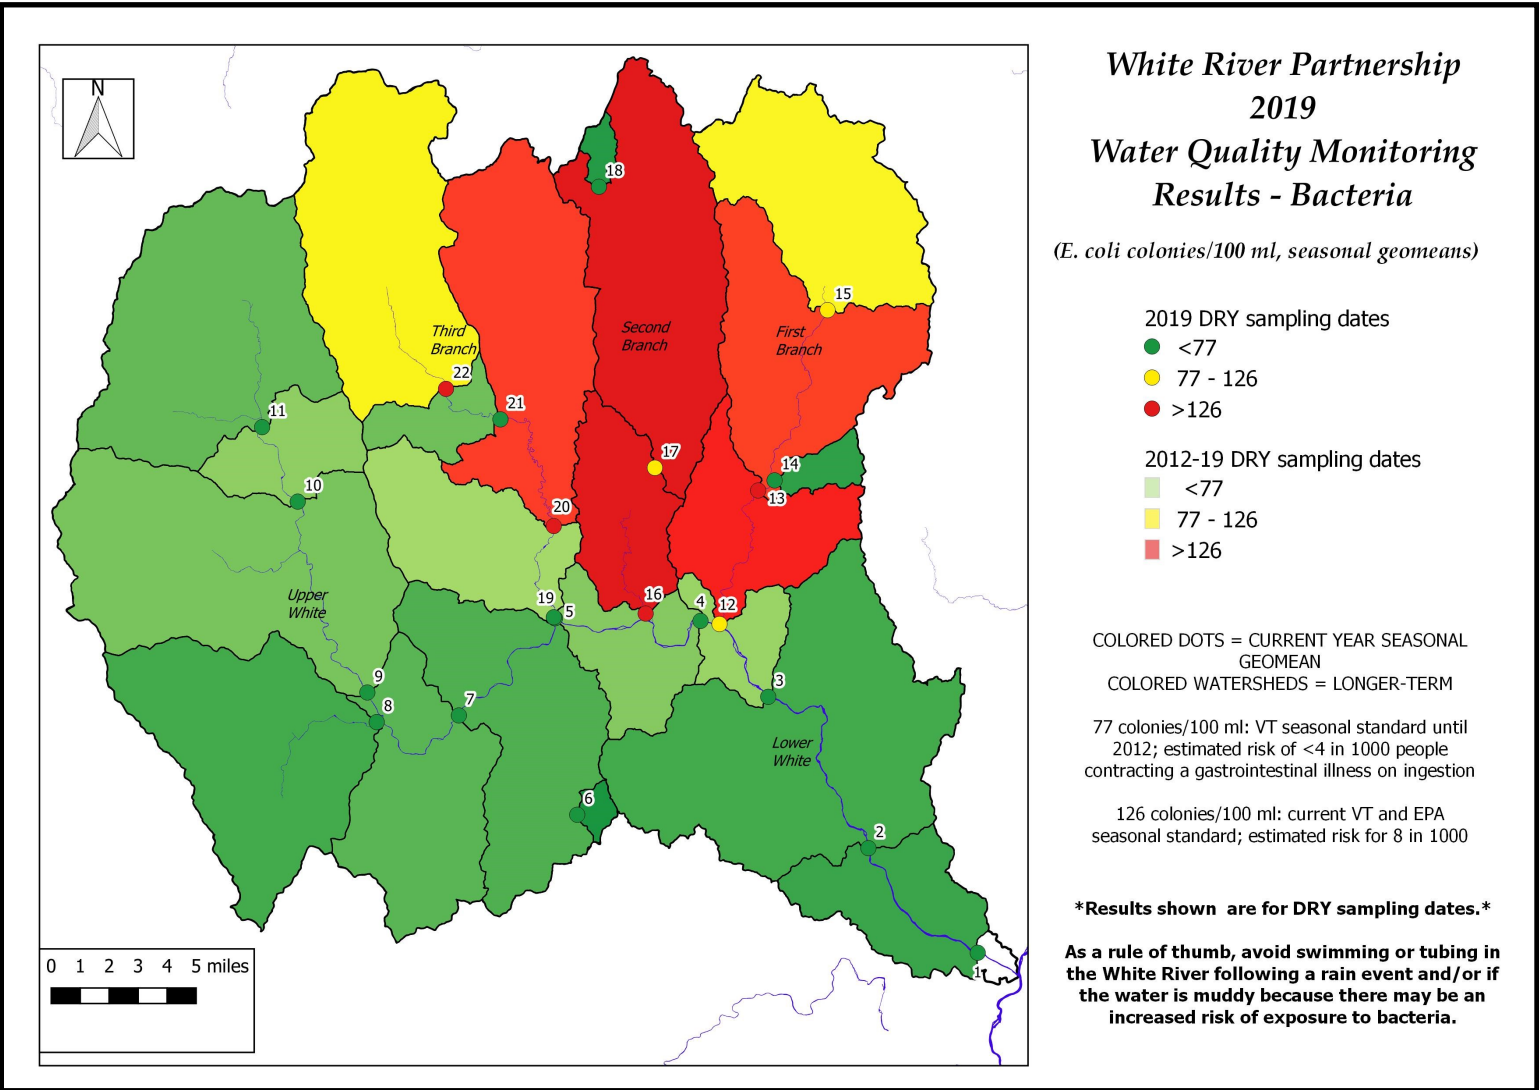 White River Partnership
2019
Water Quality Monitoring
Results - Bacteria
(E. coli colonies/100 ml, seasonal geomeans)
2019 DRY sampling dates
<77
77 - 126
>126
2012-19 DRY sampling dates
<77
77 - 126
>126
COLORED DOTS = CURRENT YEAR SEASONAL
GEOMEAN
COLORED WATERSHEDS = LONGER-TERM
77 colonies/100 ml: VT seasonal standard until
2012; estimated risk of <4 in 1000 people
contracting a gastrointestinal illness on ingestion
126 colonies/100 ml: current VT and EPA
seasonal standard; estimated risk for 8 in 1000
*Results shown are for DRY sampling dates.*
As a rule of thumb, avoid swimming or tubing in
the White River following a rain event and/or if
the water is muddy because there may be an
increased risk of exposure to bacteria.
N
18
15
Third
Branch
Second
Branch
First
Branch
22
21
11
17
14
13
10
20
Upper
White
19
5
16
4
12
9
3
8
7
Lower
White
6
2
1
0 1 2 3 4 5 miles